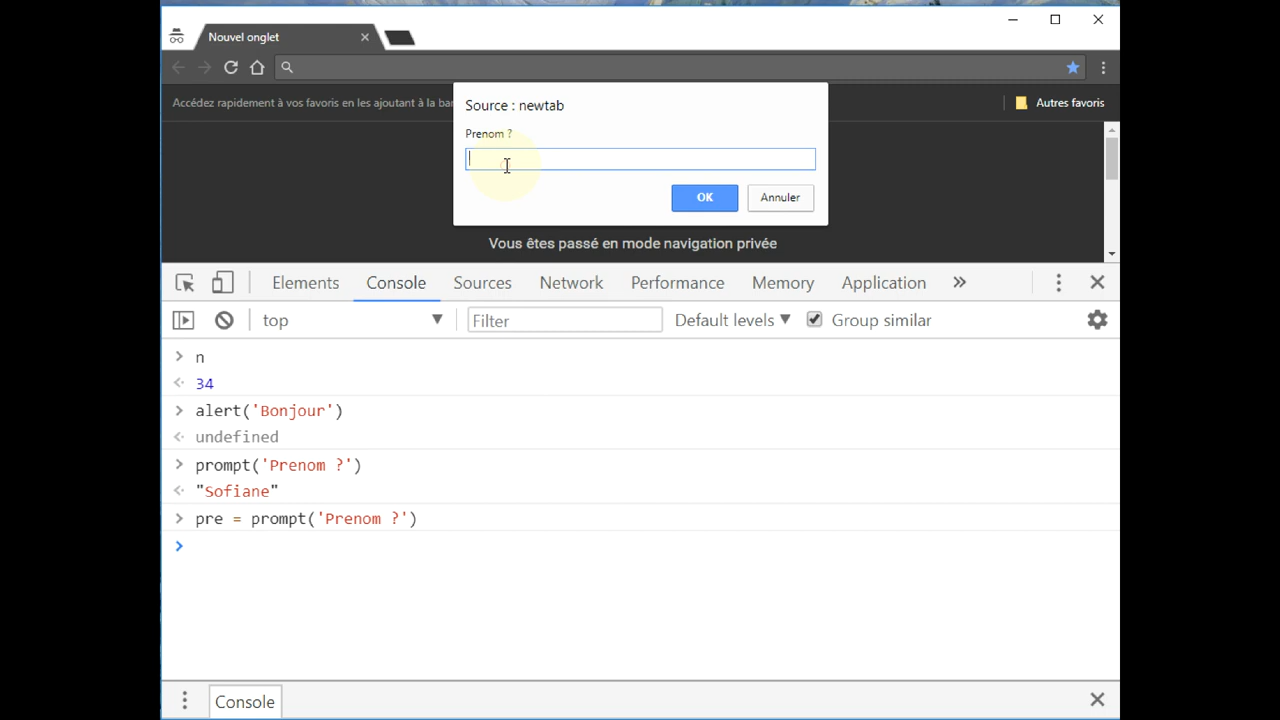 Nouvel onglet
Accédez rapidement à vos favoris en les ajoutant à la bar
Autres favoris
Source : newtab
Prenom ?
OK
Annuler
Vous êtes passé en mode navigation privée
Elements
Console
Sources
Network
Performance
Memory
Application
»
top
Filter
Default levels
Group similar
> n
34
> alert('Bonjour')
undefined
> prompt('Prenom ?')
"Sofiane"
> pre = prompt('Prenom ?')
>
Console